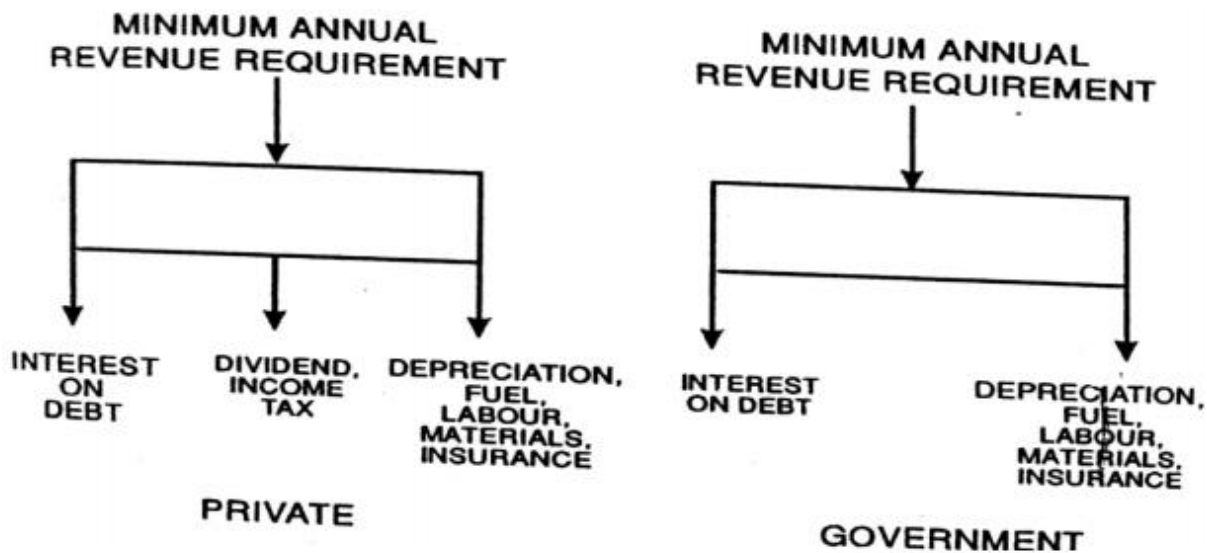 MINIMUM ANNUAL
REVENUE REQUIREMENT
INTEREST
ON
DEBT
DIVIDEND,
INCOME
TAX
DEPRECIATION,
FUEL,
LABOUR,
MATERIALS,
INSURANCE
PRIVATE
MINIMUM ANNUAL
REVENUE REQUIREMENT
INTEREST
ON DEBT
DEPRECIATION,
FUEL,
LABOUR,
MATERIALS,
INSURANCE
GOVERNMENT